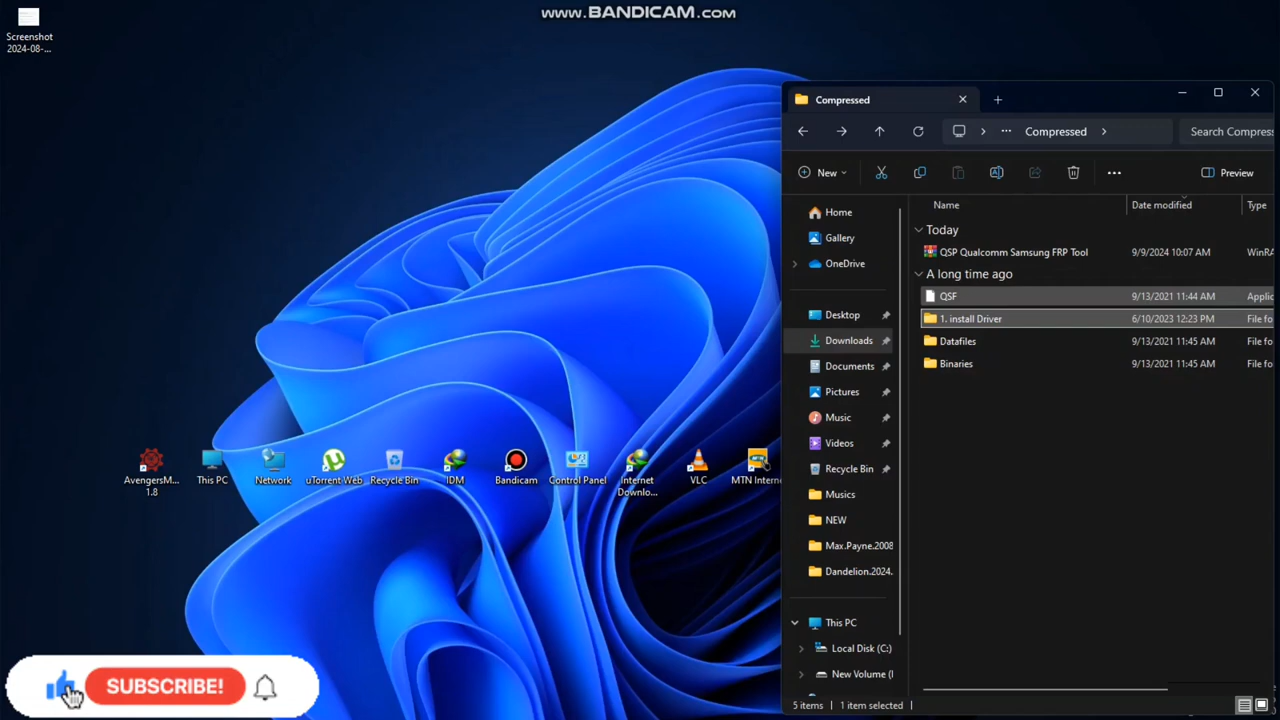 www.BANDICAM.com
Screenshot
2024-08-...
Compressed
Compressed
Search Compress
New
Preview
Name
Date modified
Type
Home
Gallery
OneDrive
Desktop
Downloads
Documents
Pictures
Music
Videos
Recycle Bin
Musics
NEW
Max.Payne.2008
Dandelion.2024.
This PC
Local Disk (C:)
New Volume (
Today
QSP Qualcomm Samsung FRP Tool
9/9/2024 10:07 AM
WinRA
A long time ago
QSF
9/13/2021 11:44 AM
Applic
1. install Driver
6/10/2023 12:23 PM
File fo
Datafiles
9/13/2021 11:45 AM
File fo
Binaries
9/13/2021 11:45 AM
File fo
5 items
1 item selected
AvengersM...
1.8
This PC
Network
uTorrent Web
Recycle Bin
IDM
Bandicam
Control Panel
Internet
Downlo...
VLC
MTN Intern
SUBSCRIBE!